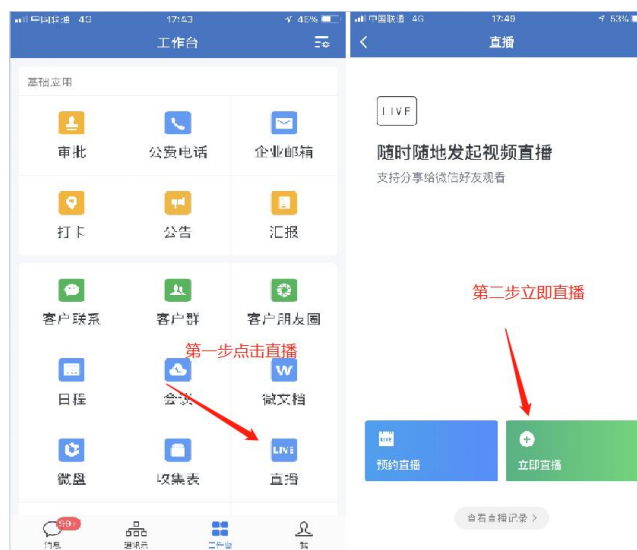 中国联通 4G 17:43 48%
工作台
基础应用
审批 公费电话 企业邮箱
打卡 公告 汇报
客户联系 客户群 客户朋友圈
第一步点击直播
日程 会议 微文档
LIVE
微盘 收集表 直播
99+
消息 通讯录 工作台 我
中国联通 4G 17:49 53%
直播
LIVE
随时随地发起视频直播
支持分享给微信好友观看
第二步立即直播
LIVE
预约直播 立即直播
查看直播记录 >